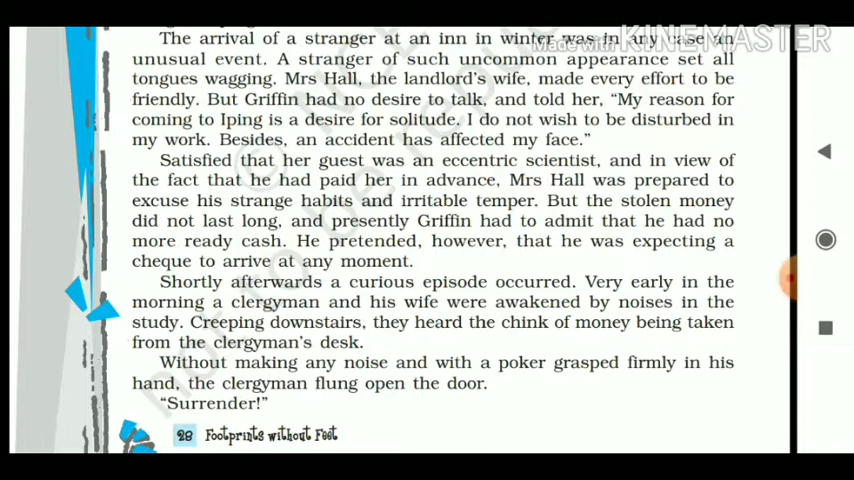 The arrival of a stranger at an inn in winter was in any case an
unusual event. A stranger of such uncommon appearance set all
tongues wagging. Mrs Hall, the landlord's wife, made every effort to be
friendly. But Griffin had no desire to talk, and told her, “My reason for
coming to Iping is a desire for solitude. I do not wish to be disturbed in
my work. Besides, an accident has affected my face.”
Satisfied that her guest was an eccentric scientist, and in view of
the fact that he had paid her in advance, Mrs Hall was prepared to
excuse his strange habits and irritable temper. But the stolen money
did not last long, and presently Griffin had to admit that he had no
more ready cash. He pretended, however, that he was expecting a
cheque to arrive at any moment.
Shortly afterwards a curious episode occurred. Very early in the
morning a clergyman and his wife were awakened by noises in the
study. Creeping downstairs, they heard the chink of money being taken
from the clergyman's desk.
Without making any noise and with a poker grasped firmly in his
hand, the clergyman flung open the door.
“Surrender!”
28 Footprints without Feet
Made with KINEMASTER
© NCE
not to be republ